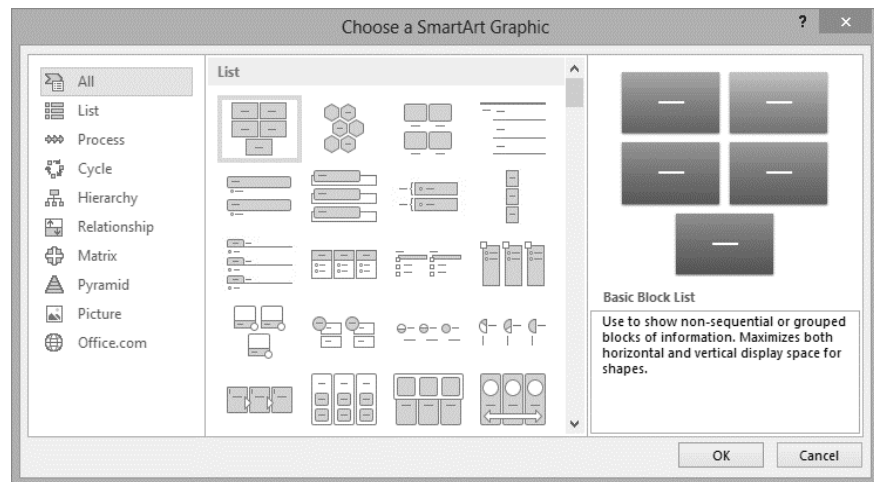 Choose a SmartArt Graphic
?
×
All
List
Process
Cycle
Hierarchy
Relationship
Matrix
Pyramid
Picture
Office.com
List
Basic Block List
Use to show non-sequential or grouped
blocks of information. Maximizes both
horizontal and vertical display space for
shapes.
OK
Cancel